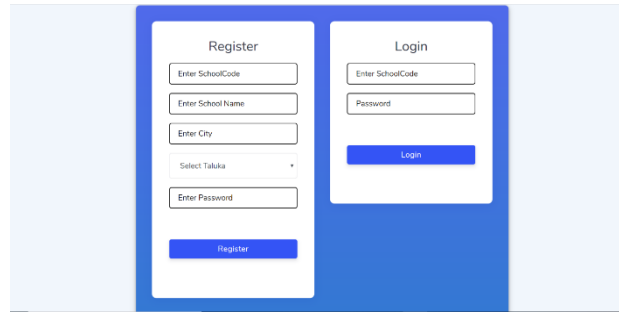 Register
Enter SchoolCode
Enter School Name
Enter City
Select Taluka
Enter Password
Register
Login
Enter SchoolCode
Password
Login